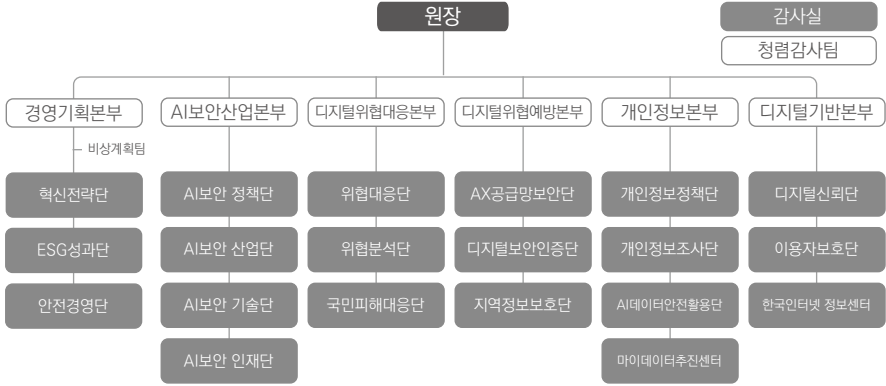 원장
감사실
청렴감사팀
경영기획본부
비상계획팀
혁신전략단
ESG성과단
안전경영단
AI보안산업본부
AI보안 정책단
AI보안 산업단
AI보안 기술단
AI보안 인재단
디지털위협대응본부
위협대응단
위협분석단
국민피해대응단
디지털위협예방본부
AX공급망보안단
디지털보안인증단
지역정보보호단
개인정보본부
개인정보정책단
개인정보조사단
AI데이터안전활용단
마이데이터추진센터
디지털기반본부
디지털신뢰단
이용자보호단
한국인터넷 정보센터